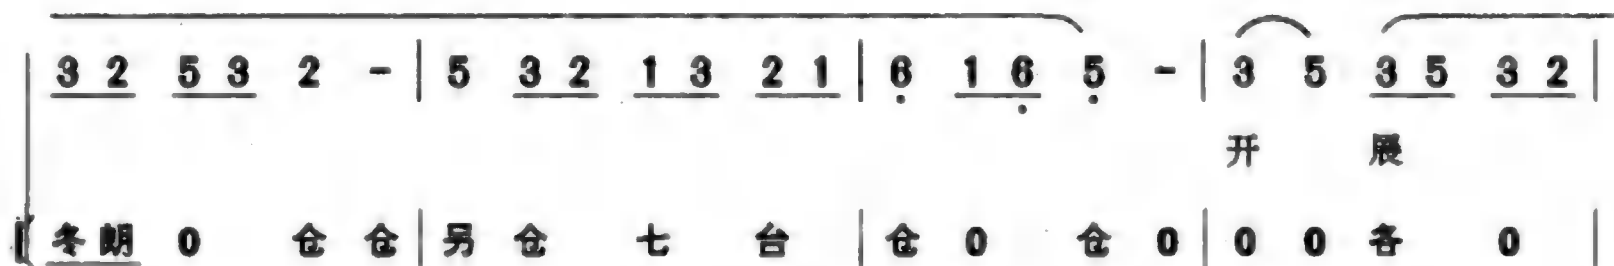 3 2 5 3 2 - | 5 3 2 1 3 2 1 | 6 1 6 5 - | 3 5 3 5 3 2 |
开 展
冬 朗 0 仓 仓 | 另 仓 七 台 | 仓 0 仓 0 | 0 0 各 0 |